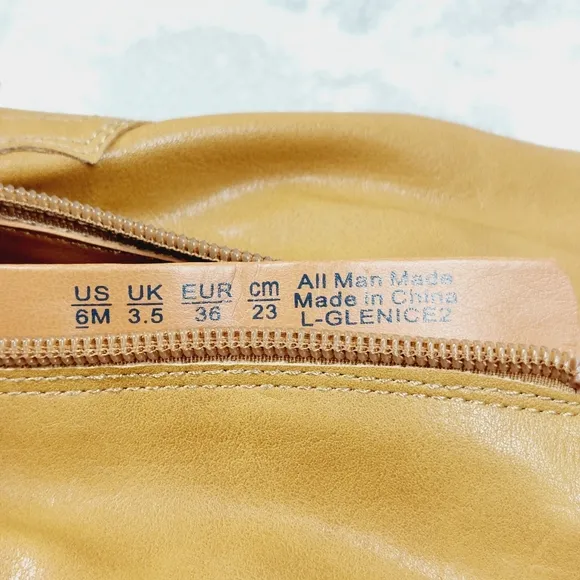 US UK EUR cm
6M 3.5 36 23
All Man Made
Made in China
L-GLENICE2